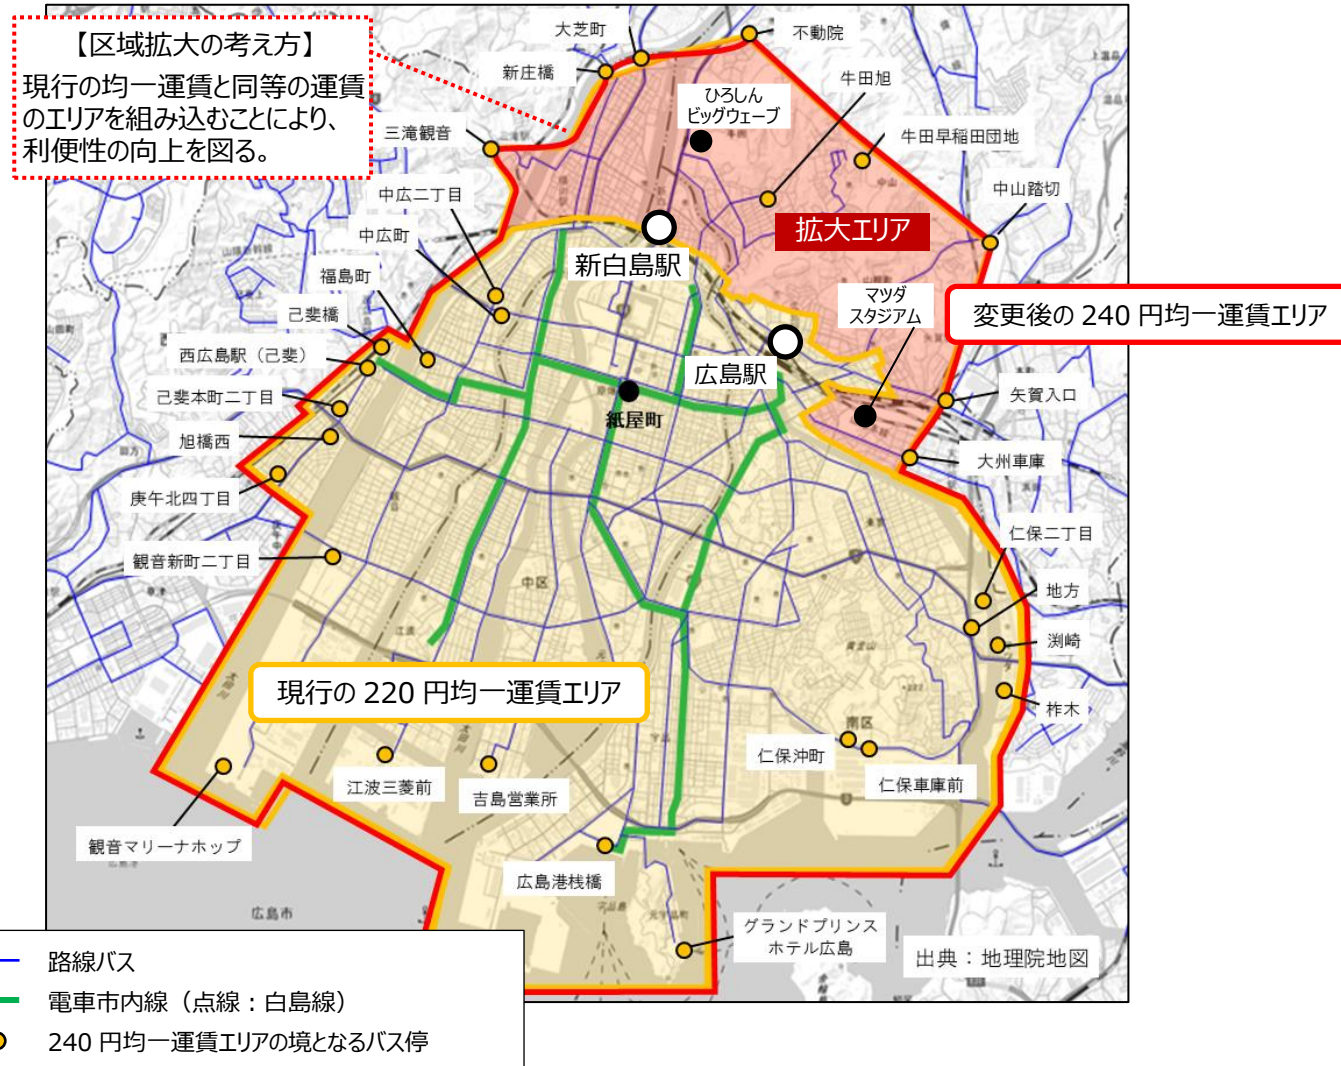 【区域拡大の考え方】
現行の均一運賃と同等の運賃
のエリアを組み込むことにより、
利便性の向上を図る。
大芝町
不動院
新庄橋
牛田旭
ひろしん
ビッグウェーブ
三滝観音
牛田早稲田団地
中広二丁目
中山踏切
拡大エリア
中広町
新白島駅
福島町
マツダ
スタジアム
変更後の 240 円均一運賃エリア
己斐橋
西広島駅（己斐）
広島駅
己斐本町二丁目
紙屋町
矢賀入口
旭橋西
大州車庫
庚午北四丁目
仁保二丁目
観音新町二丁目
中区
地方
江波
渕崎
黄金山
現行の 220 円均一運賃エリア
柞木
南区
仁保沖町
江波三菱前
吉島営業所
仁保車庫前
観音マリーナホップ
広島港桟橋
広島市
元宇品町
グランドプリンス
ホテル広島
出典：地理院地図
路線バス
電車市内線（点線：白島線）
240 円均一運賃エリアの境となるバス停